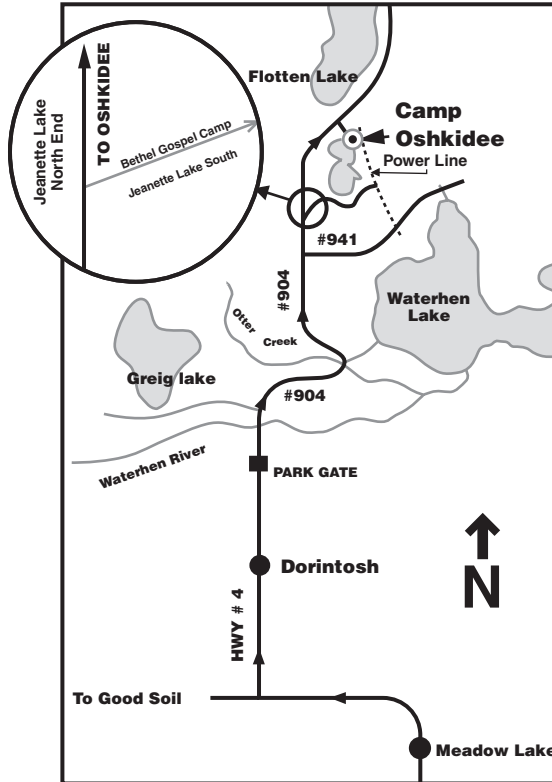 Flotten Lake
Camp
Oshkidee
Power Line
TO OSHKIDEE
Jeanette Lake
North End
Bethel Gospel Camp
Jeanette Lake South
#941
#904
Waterhen
Lake
Otter
Creek
Greig lake
#904
Waterhen River
PARK GATE
Dorintosh
N
HWY # 4
To Good Soil
Meadow Lake